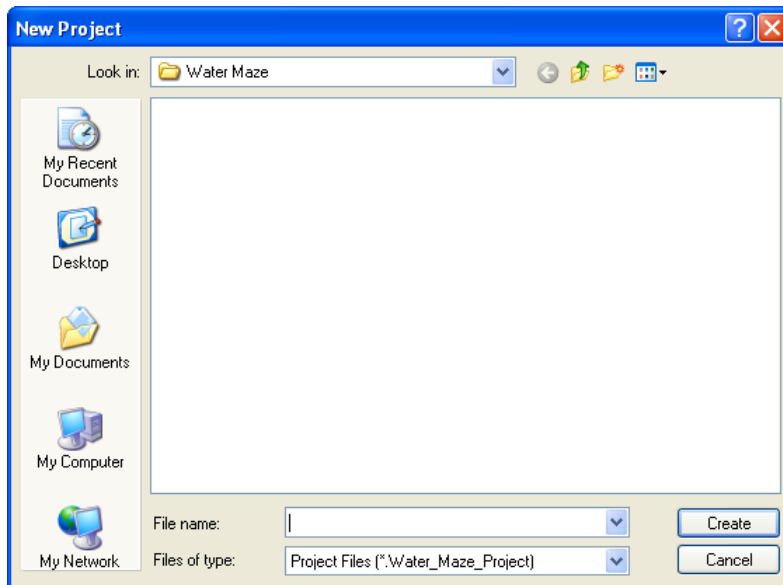 New Project
Look in:
Water Maze
My Recent
Documents
Desktop
My Documents
My Computer
My Network
File name:
Create
Files of type:
Project Files (*.Water_Maze_Project)
Cancel